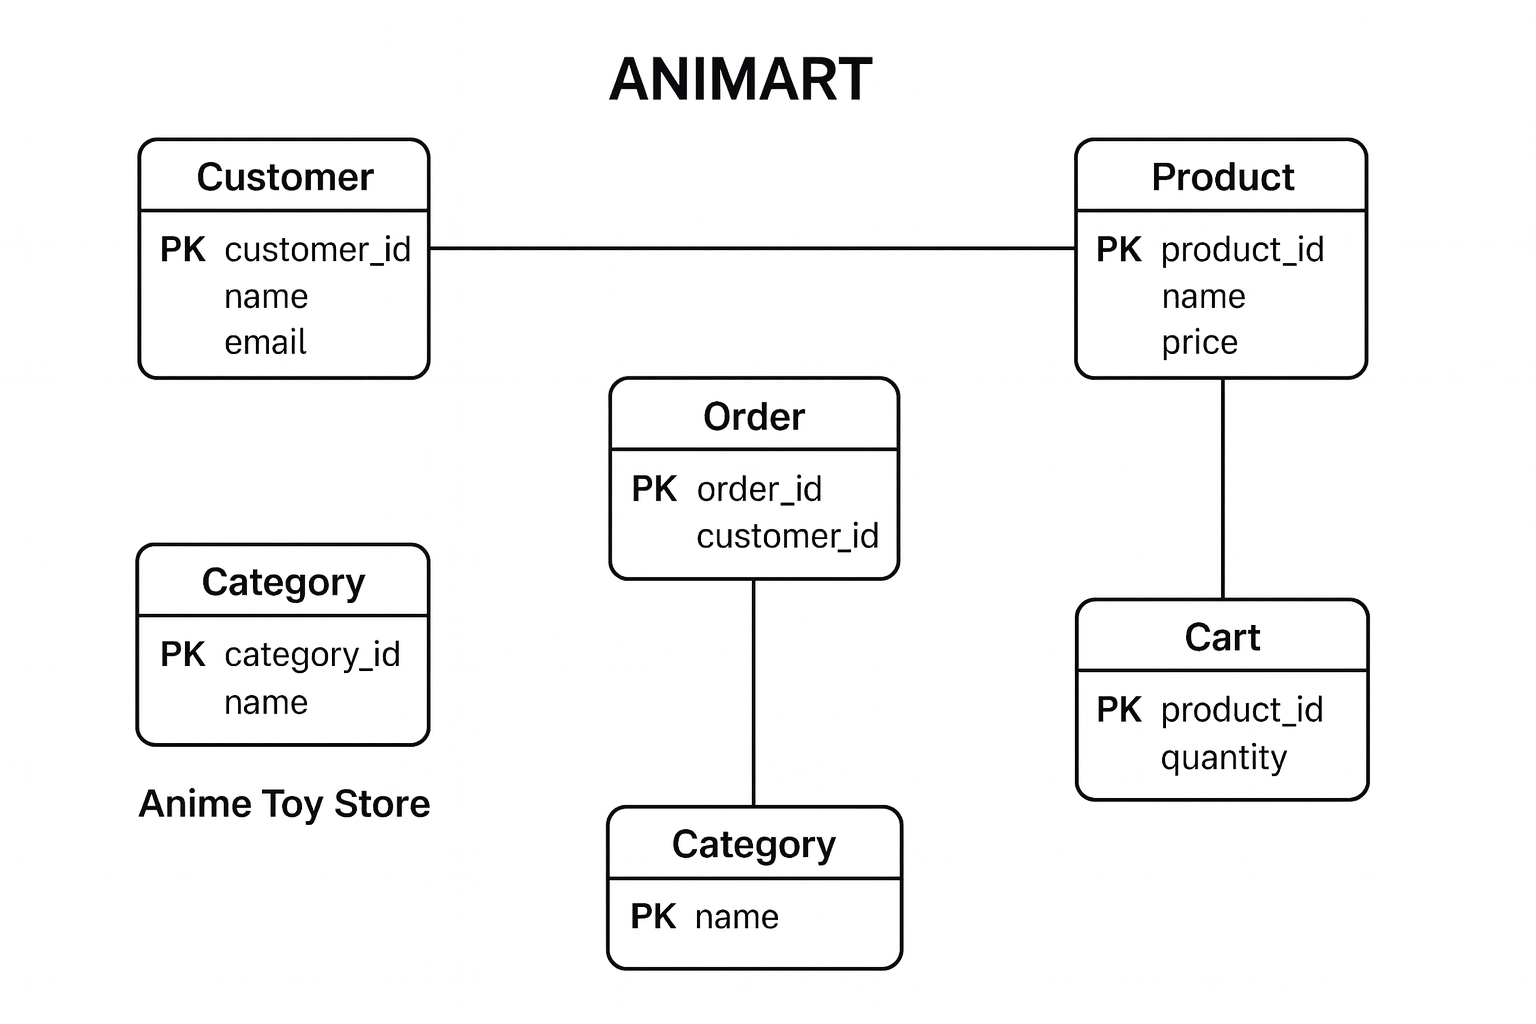 ANIMART
Customer
PK customer_id
name
email
Product
PK product_id
name
price
Order
PK order_id
customer_id
Category
PK category_id
name
Anime Toy Store
Cart
PK product_id
quantity
Category
PK name